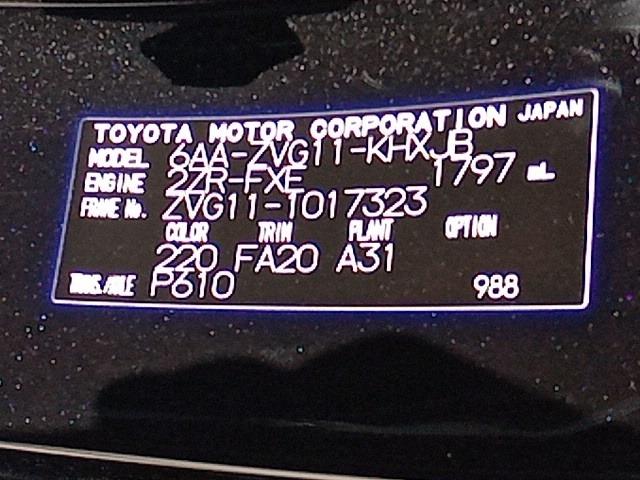 TOYOTA MOTOR CORPORATION JAPAN
MODEL 6AA-ZVG11-KHXJB
ENGINE 2ZR-FXE 1797 mL
FRAME No. ZVG11-1017323
COLOR TRIM PLANT OPTION
220 FA20 A31
TRANS./AXLE P610 988